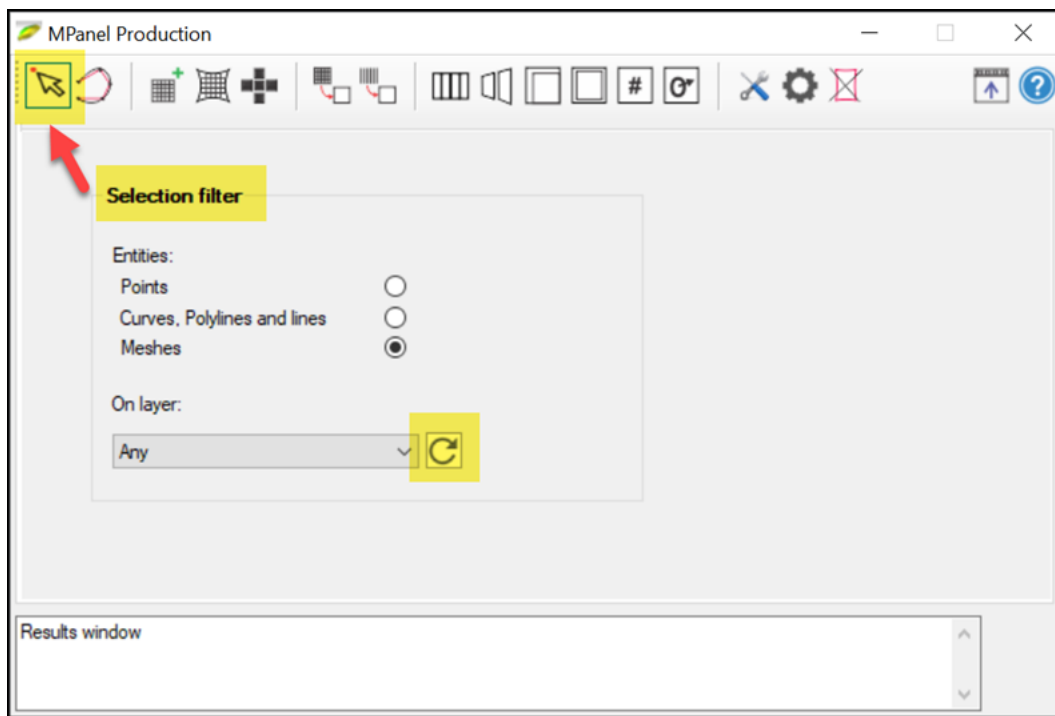 MPanel Production
#
?
Selection filter
Entities:
Points
Curves, Polylines and lines
Meshes
On layer:
Any
Results window